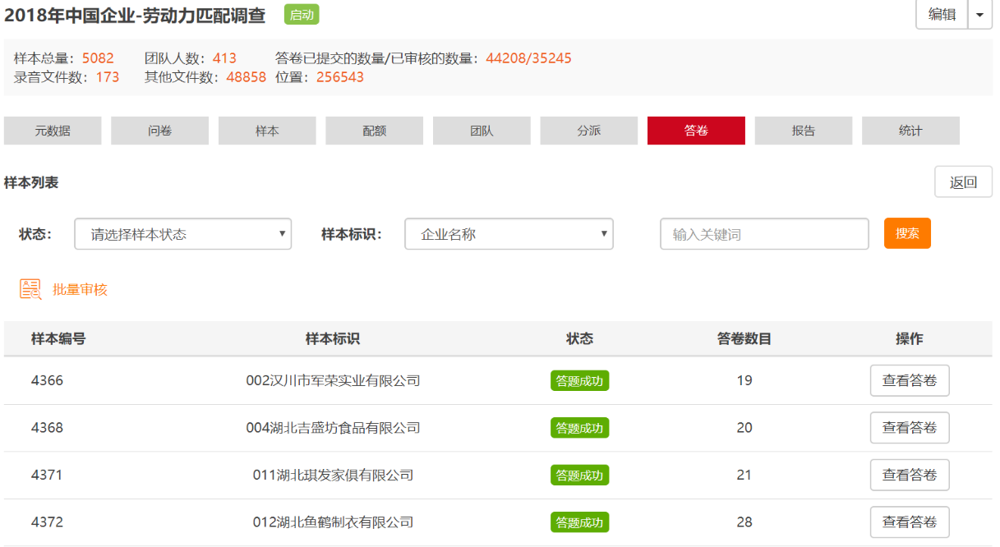 2018年中国企业-劳动力匹配调查 启动 编辑
样本总量：5082 团队人数：413 答卷已提交的数量/已审核的数量：44208/35245
录音文件数：173 其他文件数：48858 位置：256543
元数据 问卷 样本 配额 团队 分派 答卷 报告 统计
样本列表 返回
状态： 请选择样本状态 样本标识： 企业名称 输入关键词 搜索
批量审核
样本编号 样本标识 状态 答卷数目 操作
4366 002汉川市军荣实业有限公司 答题成功 19 查看答卷
4368 004湖北吉盛坊食品有限公司 答题成功 20 查看答卷
4371 011湖北琪发家俱有限公司 答题成功 21 查看答卷
4372 012湖北鱼鹤制衣有限公司 答题成功 28 查看答卷